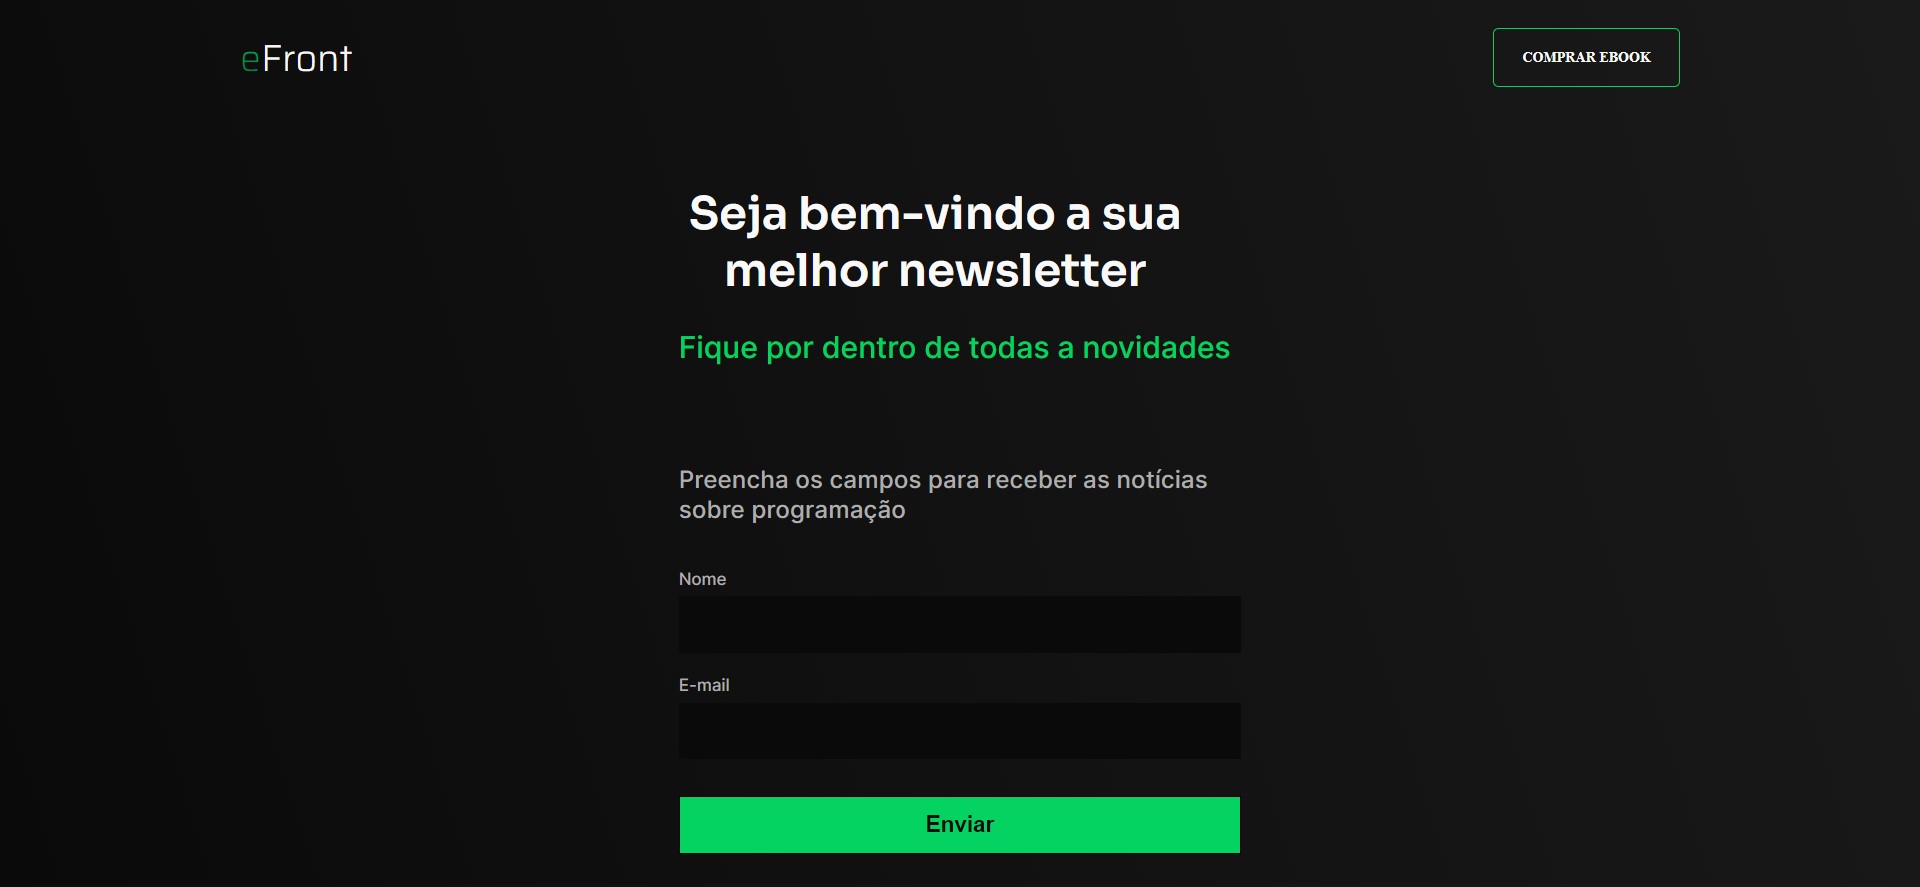 eFront
COMPRAR EBOOK
Seja bem-vindo a sua
melhor newsletter
Fique por dentro de todas a novidades
Preencha os campos para receber as notícias
sobre programação
Nome
E-mail
Enviar